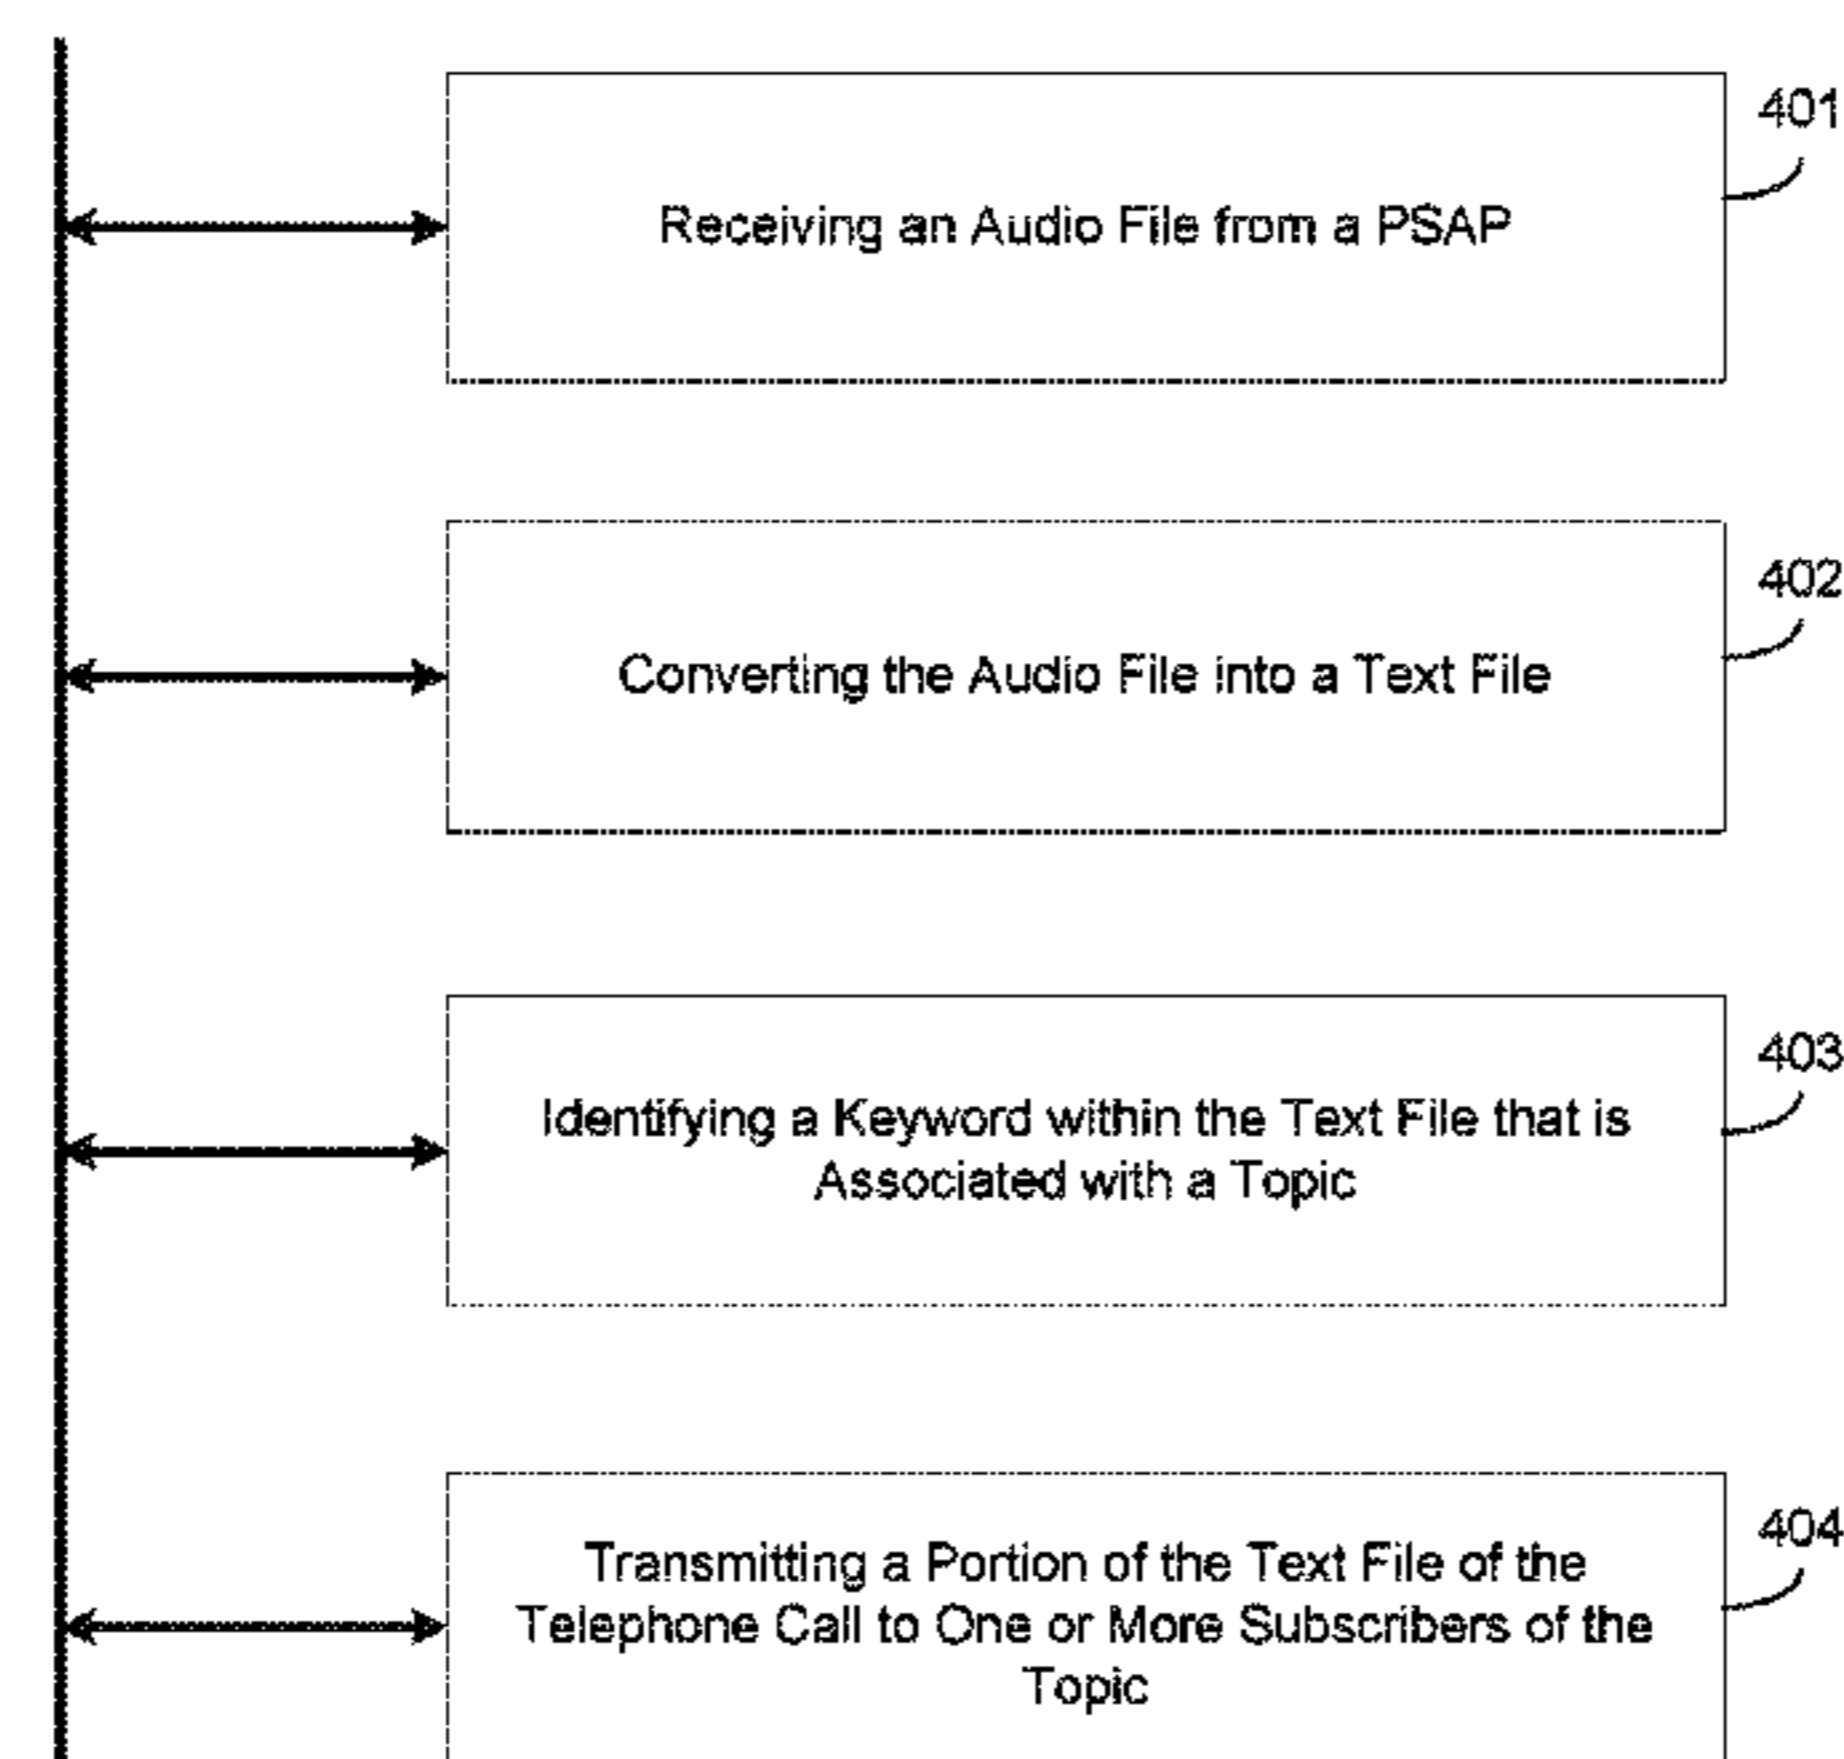 401
Receiving an Audio File from a PSAP
402
Converting the Audio File into a Text File
403
Identifying a Keyword within the Text File that is
Associated with a Topic
404
Transmitting a Portion of the Text File of the
Telephone Call to One or More Subscribers of the
Topic